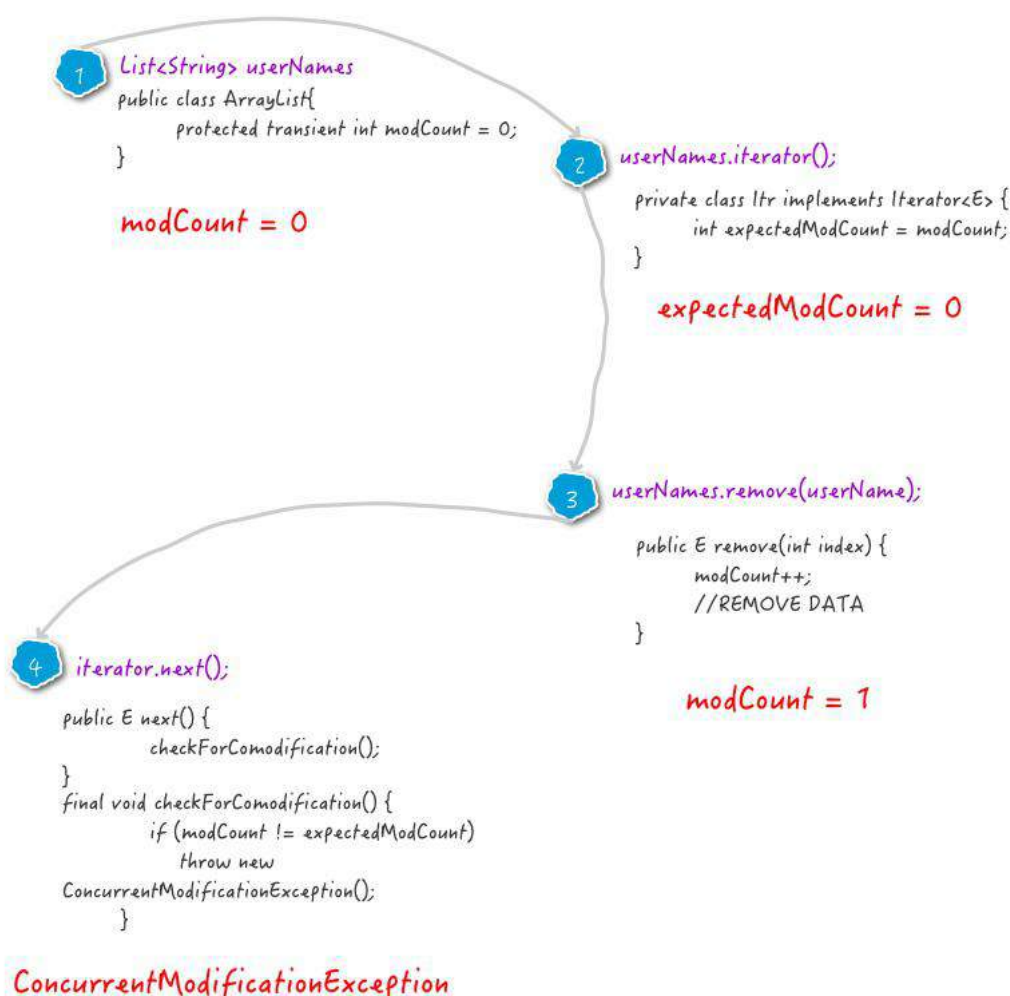 1
List<String> userNames
public class ArrayList{
protected transient int modCount = 0;
}
modCount = 0
2
userNames.iterator();
private class Itr implements Iterator<E> {
int expectedModCount = modCount;
}
expectedModCount = 0
3
userNames.remove(userName);
public E remove(int index) {
modCount++;
//REMOVE DATA
}
modCount = 1
4
iterator.next();
public E next() {
checkForComodification();
}
final void checkForComodification() {
if (modCount != expectedModCount)
throw new
ConcurrentModificationException();
}
ConcurrentModificationException